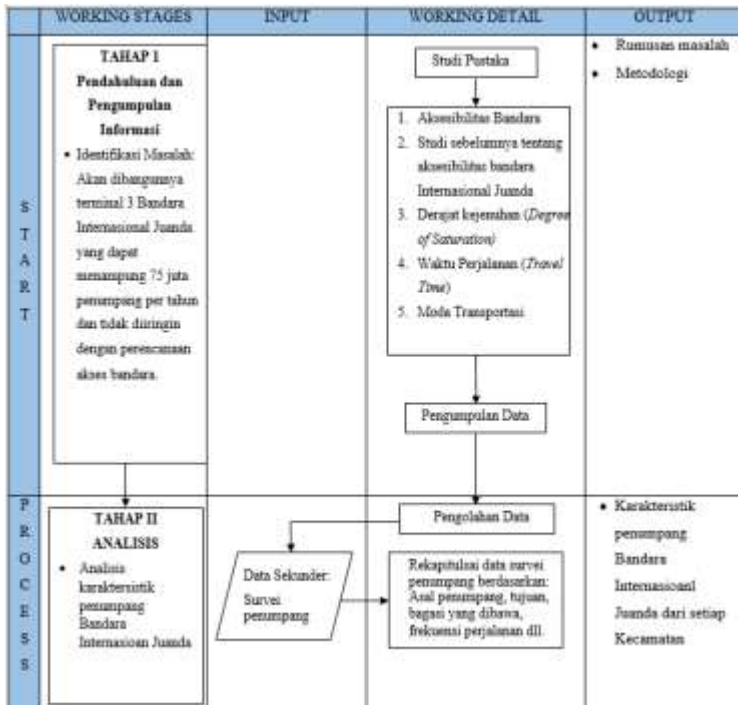 WORKING STAGES
INPUT
WORKING DETAIL
OUTPUT
START
TAHAP I
Pendahuluan dan
Pengumpulan
Informasi
• Identifikasi Masalah:
Akan dibangunnya
terminal 3 Bandara
Internasional Juanda
yang dapat
menampung 75 juta
penumpang per tahun
dan tidak diiringin
dengan perencanaan
akses bandara.
Studi Pustaka
1. Aksesibilitas Bandara
2. Studi sebelumnya tentang
aksesibilitas bandara
Internasional Juanda
3. Derajat kejenuhan (Degree
of Saturation)
4. Waktu Perjalanan (Travel
Time)
5. Moda Transportasi
Pengumpulan Data
• Rumusan masalah
• Metodologi
PROCESS
TAHAP II
ANALISIS
• Analisis
karaktersistik
penumpang
Bandara
Internasioan Juanda
Data Sekunder:
Survei
penumpang
Pengolahan Data
Rekapitulsai data survei
penumpang berdasarkan:
Asal penumpang, tujuan,
bagasi yang dibawa,
frekuensi perjalanan dll.
• Karakteristik
penumpang
Bandara
Internasioanl
Juanda dari setiap
Kecamatan